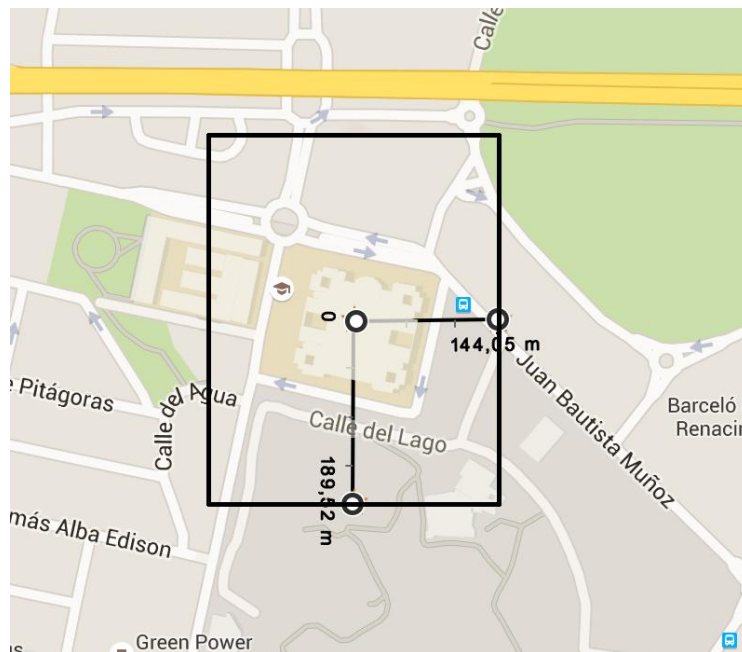 Calle
0
144,05 m
e Pitágoras
Calle del Agua
Calle del Lago
Juan Bautista Muñoz
Barceló
Renacin
189,52 m
más Alba Edison
Green Power
as